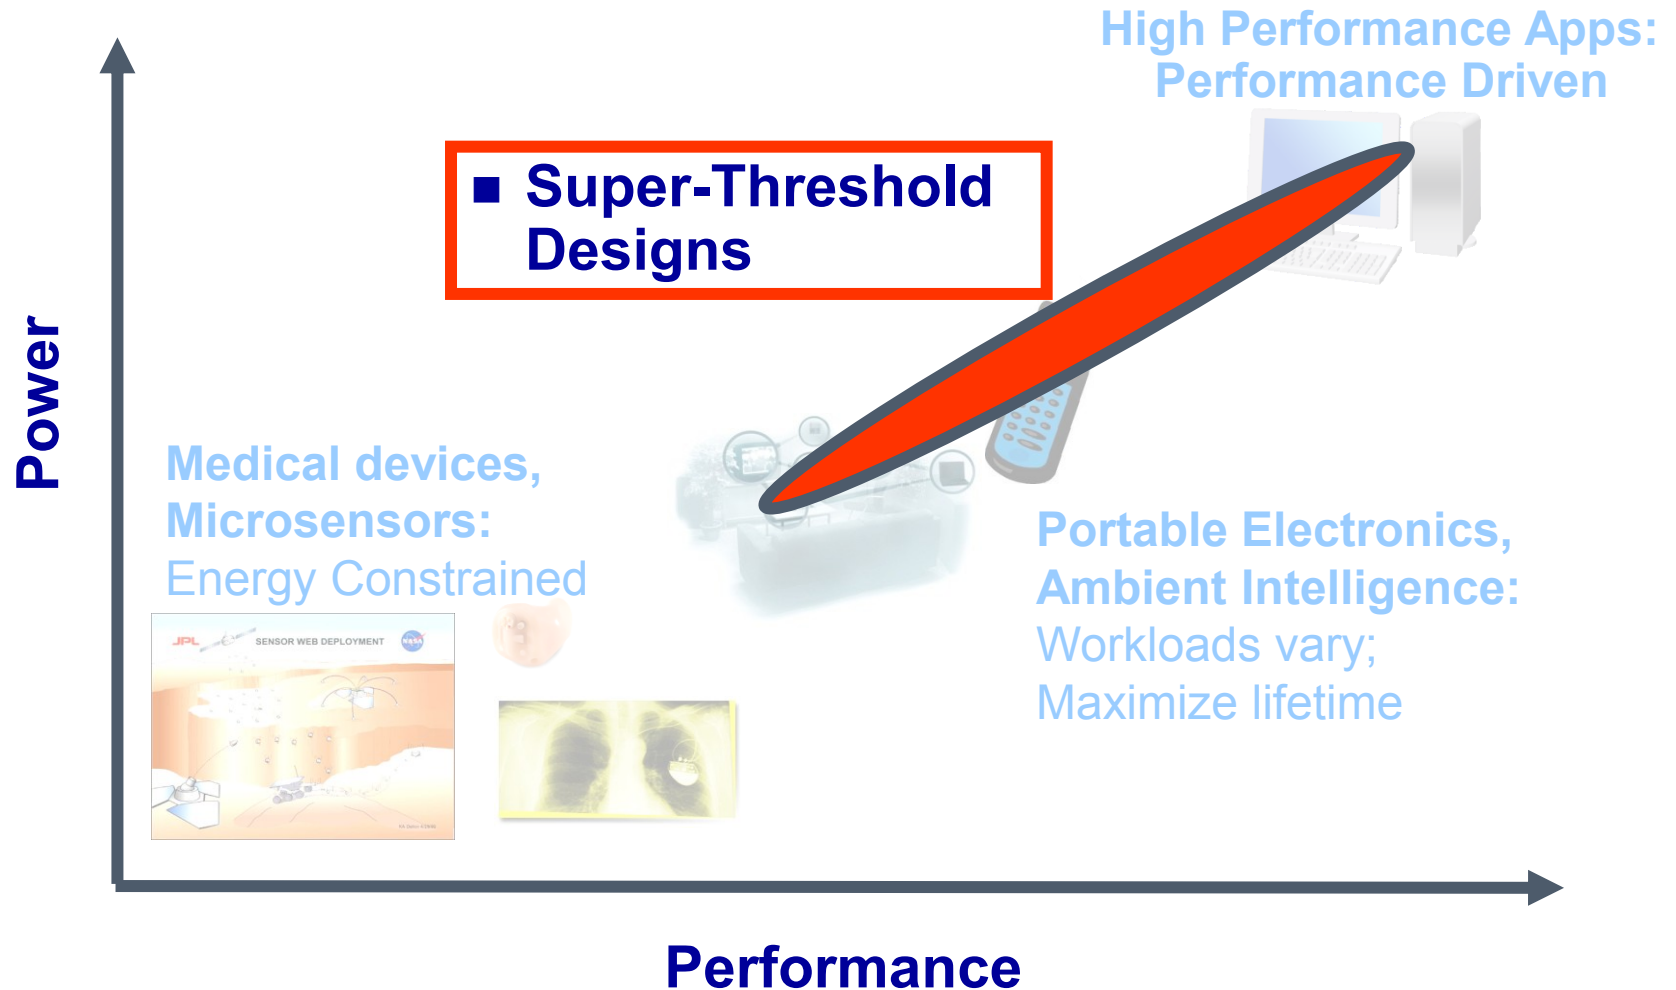 High Performance Apps:
Performance Driven
■ Super-Threshold
Designs
Power
Medical devices,
Microsensors:
Energy Constrained
Portable Electronics,
Ambient Intelligence:
Workloads vary;
Maximize lifetime
JPL
SENSOR WEB DEPLOYMENT
NASA
Performance